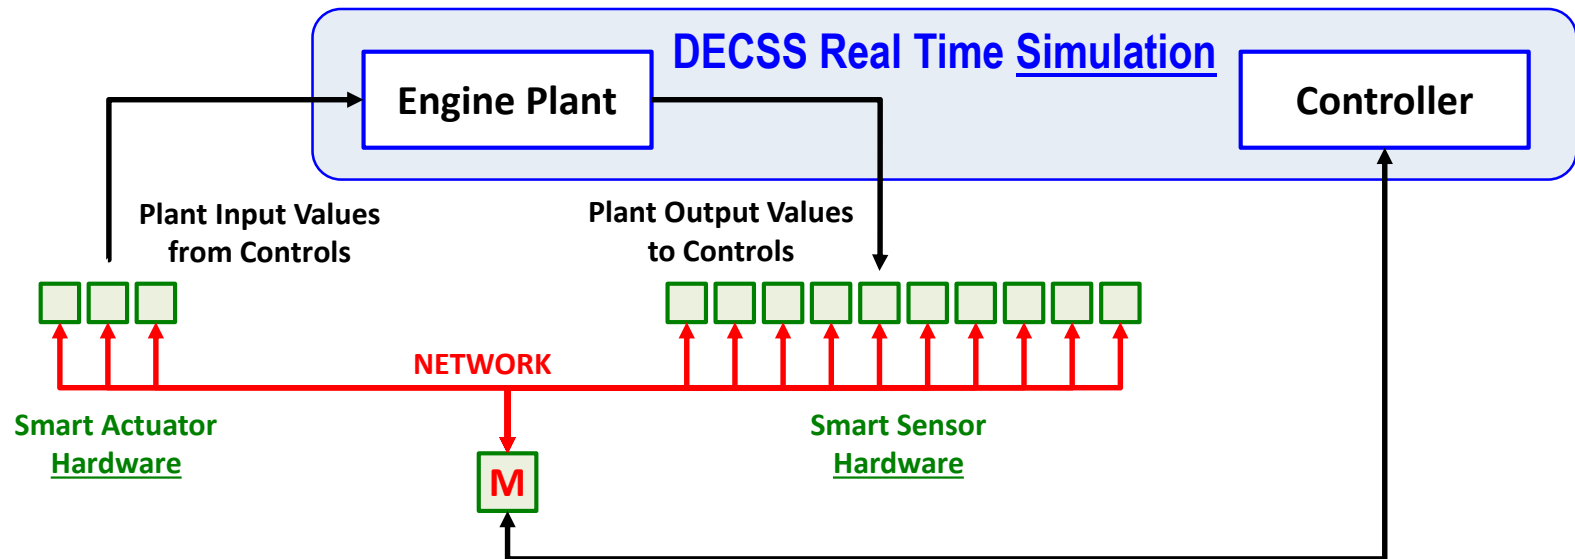 DECSS Real Time Simulation
Engine Plant
Controller
Plant Input Values
from Controls
Plant Output Values
to Controls
NETWORK
Smart Actuator
Hardware
Smart Sensor
Hardware
M